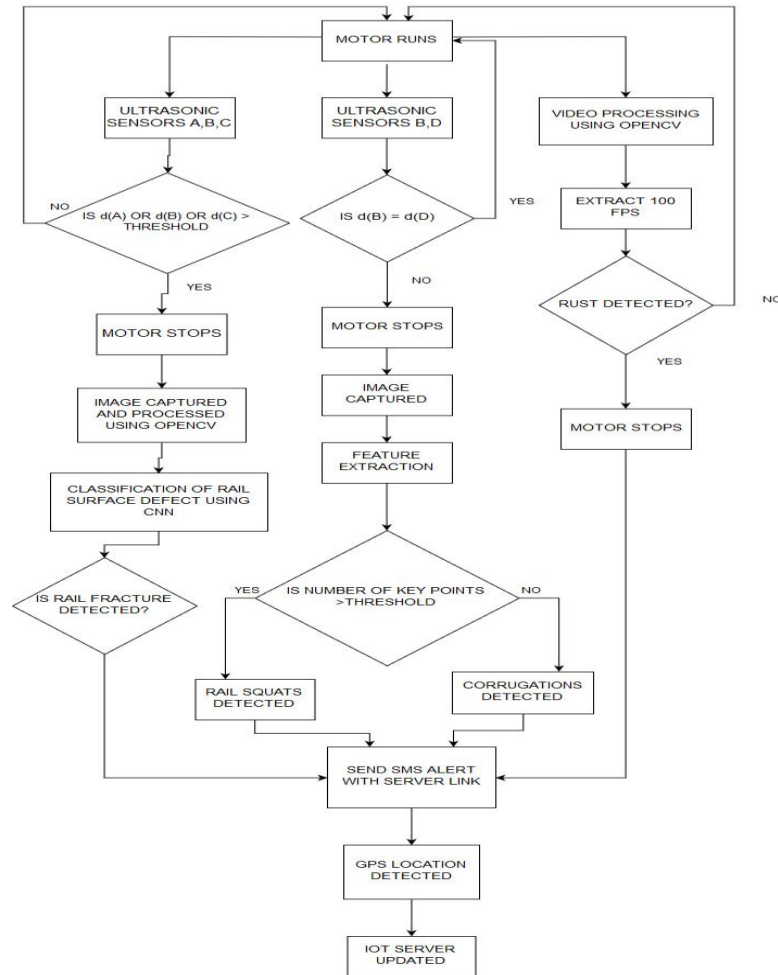 MOTOR RUNS
ULTRASONIC
SENSORS A,B,C
ULTRASONIC
SENSORS B,D
VIDEO PROCESSING
USING OPENCV
NO
IS d(A) OR d(B) OR d(C) >
THRESHOLD
IS d(B) = d(D)
YES
EXTRACT 100
FPS
YES
NO
RUST DETECTED?
NO
MOTOR STOPS
MOTOR STOPS
YES
IMAGE CAPTURED
AND PROCESSED
USING OPENCV
IMAGE
CAPTURED
MOTOR STOPS
FEATURE
EXTRACTION
CLASSIFICATION OF RAIL
SURFACE DEFECT USING
CNN
IS RAIL FRACTURE
DETECTED?
YES
IS NUMBER OF KEY POINTS
>THRESHOLD
NO
RAIL SQUATS
DETECTED
CORRUGATIONS
DETECTED
SEND SMS ALERT
WITH SERVER LINK
GPS LOCATION
DETECTED
IOT SERVER
UPDATED